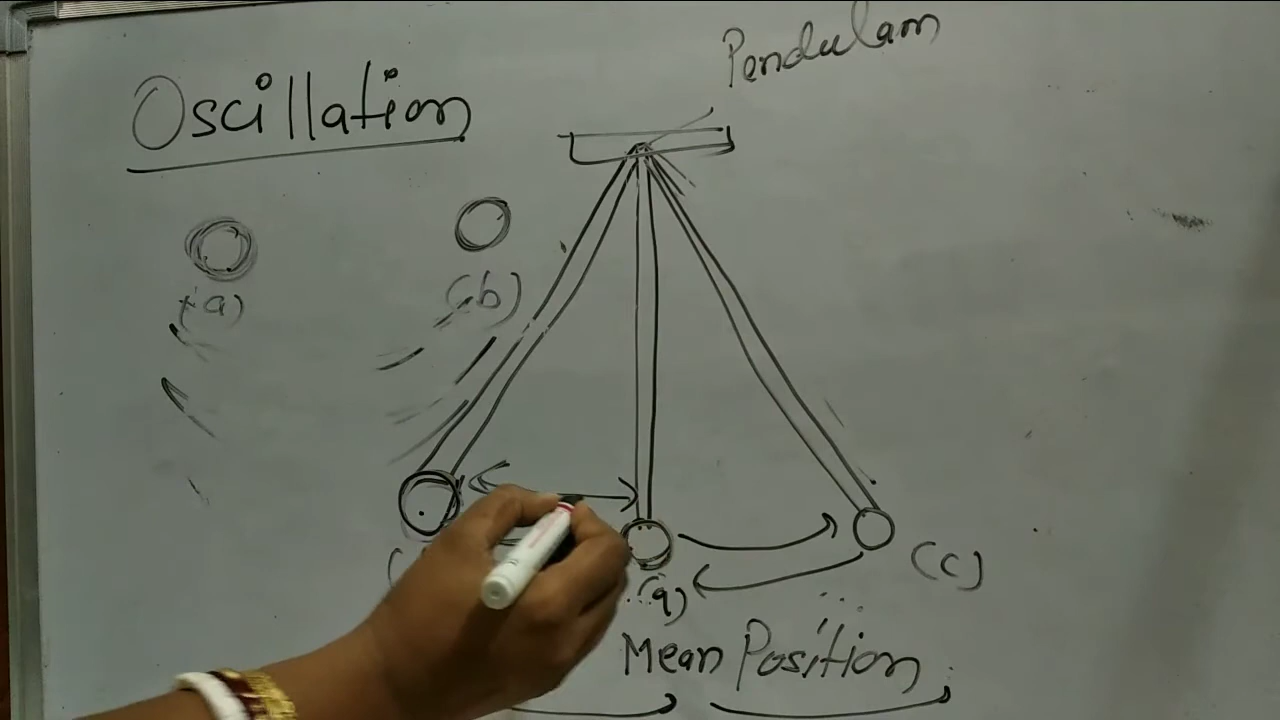 Pendulam
Oscillation
(a)
(b)
(c)
(a)
Mean Position